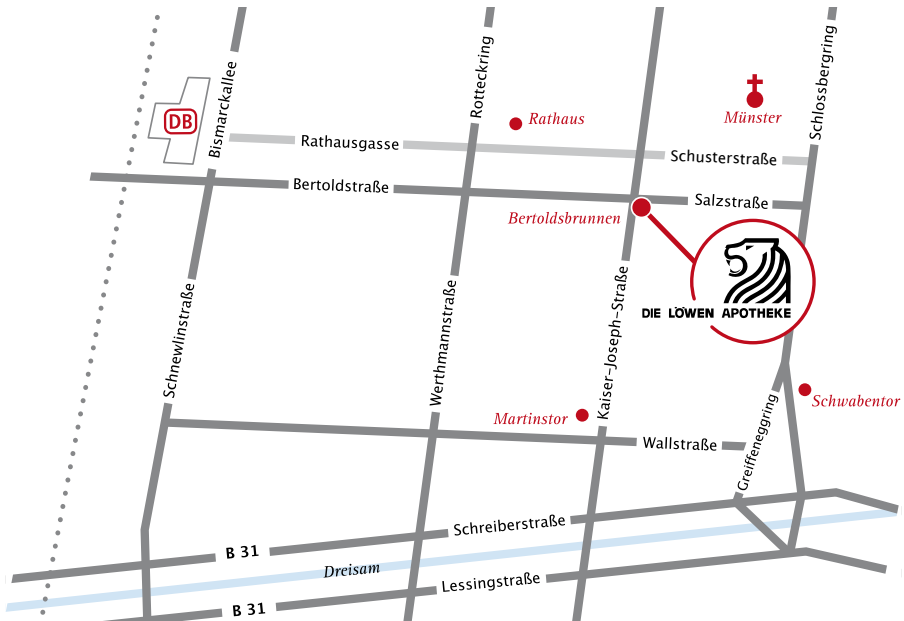 Bismarckallee
Rotteckring
Schlossbergring
DB
Rathaus
Münster
Rathausgasse
Schusterstraße
Bertoldstraße
Salzstraße
Bertoldsbrunnen
DIE LÖWEN APOTHEKE
Schnewlinstraße
Werthmannstraße
Kaiser-Joseph-Straße
Schwabentor
Martinstor
Wallstraße
Greiffeneggring
Schreiberstraße
B 31
Dreisam
Lessingstraße
B 31